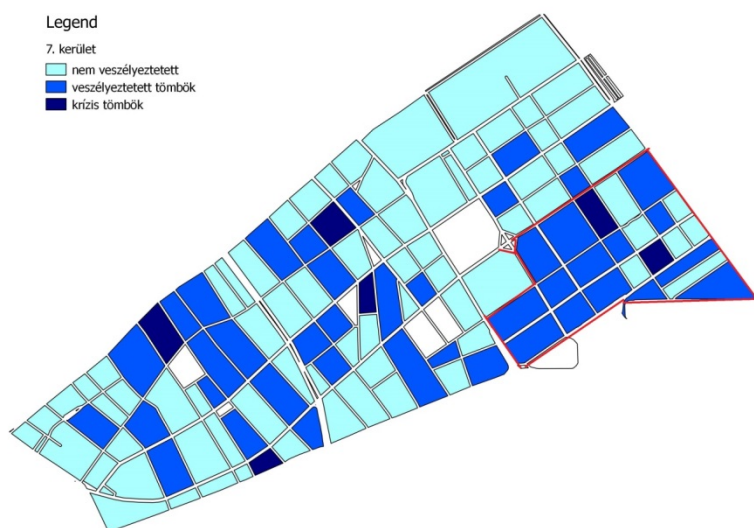 Legend
7. kerület
nem veszélyeztetett
veszélyeztetett tömbök
krízis tömbök